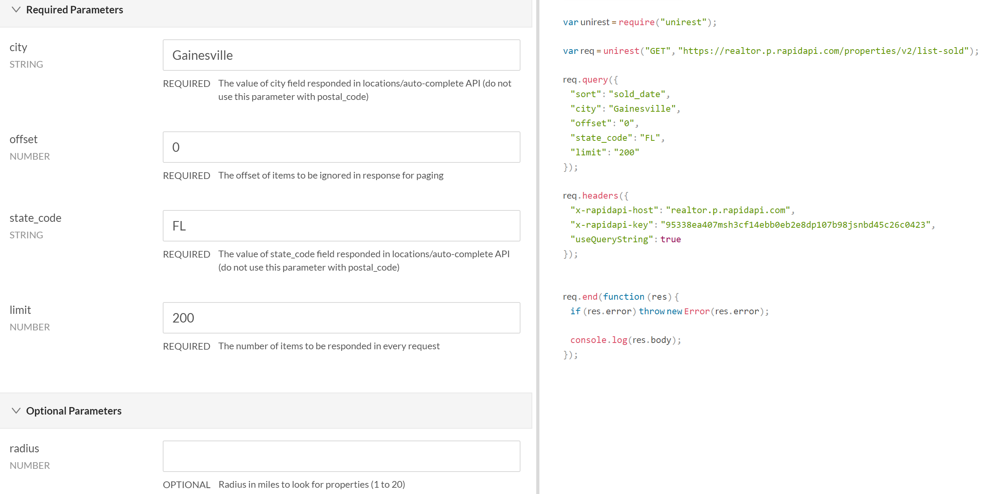 Required Parameters
city
STRING
Gainesville
REQUIRED The value of city field responded in locations/auto-complete API (do not
use this parameter with postal_code)
offset
NUMBER
0
REQUIRED The offset of items to be ignored in response for paging
state_code
STRING
FL
REQUIRED The value of state_code field responded in locations/auto-complete API
(do not use this parameter with postal_code)
limit
NUMBER
200
REQUIRED The number of items to be responded in every request
Optional Parameters
radius
NUMBER
OPTIONAL Radius in miles to look for properties (1 to 20)
var unirest = require("unirest");
var req = unirest("GET", "https://realtor.p.rapidapi.com/properties/v2/list-sold");
req.query({
"sort": "sold_date",
"city": "Gainesville",
"offset": "0",
"state_code": "FL",
"limit": "200"
});
req.headers({
"x-rapidapi-host": "realtor.p.rapidapi.com",
"x-rapidapi-key": "95338ea407msh3cf14ebb0eb2e8dp107b98jsnbd45c26c0423",
"useQueryString": true
});
req.end(function (res) {
if (res.error) throw new Error(res.error);
console.log(res.body);
});